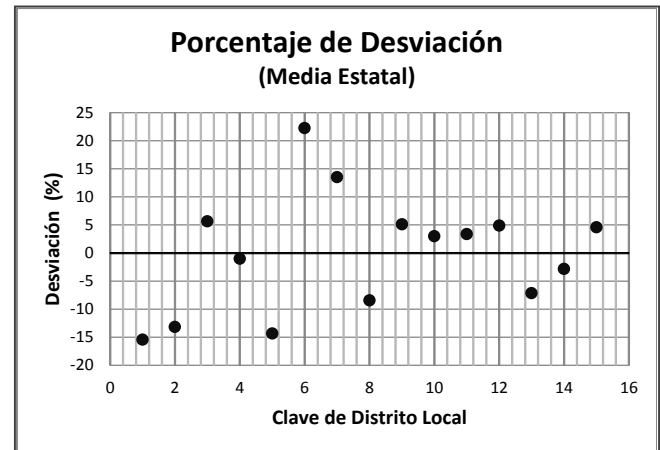 Porcentaje de Desviación
(Media Estatal)
25
20
15
10
5
0
-5
-10
-15
-20
Desviación (%)
0 2 4 6 8 10 12 14 16
Clave de Distrito Local